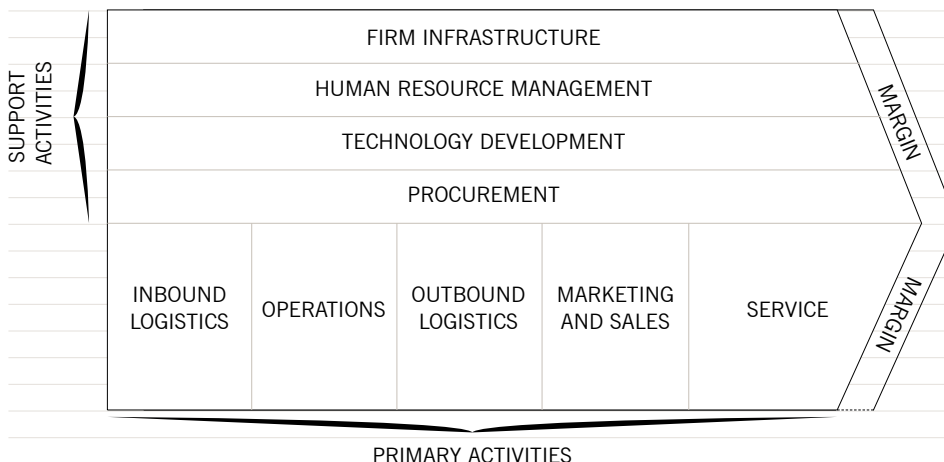 SUPPORT
ACTIVITIES
FIRM INFRASTRUCTURE
HUMAN RESOURCE MANAGEMENT
TECHNOLOGY DEVELOPMENT
PROCUREMENT
MARGIN
INBOUND
LOGISTICS
OPERATIONS
OUTBOUND
LOGISTICS
MARKETING
AND SALES
SERVICE
MARGIN
PRIMARY ACTIVITIES